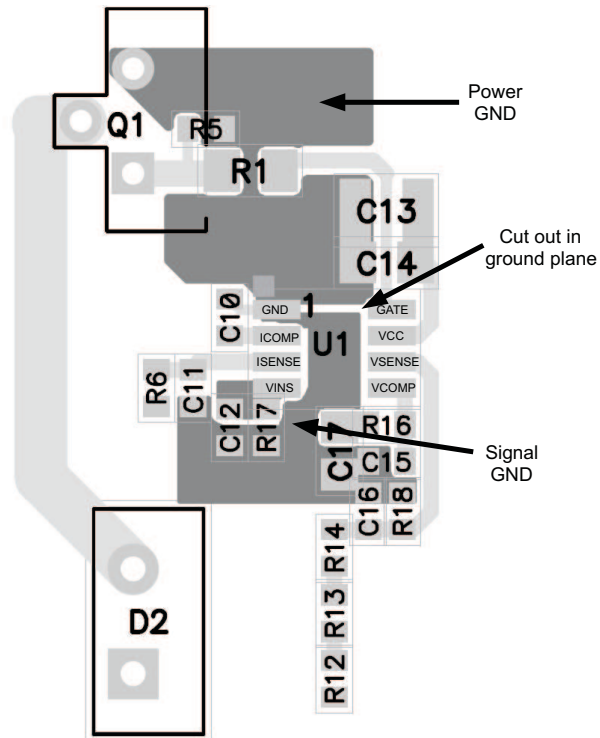 Power
GND
Q1
R5
R1
C13
Cut out in
ground plane
C14
C10
GND
1
GATE
ICOMP
U1
VCC
ISENSE
VSENSE
VINS
VCOMP
R6
C11
C12
R17
R16
C15
Signal
GND
C16
R18
R14
R13
R12
D2